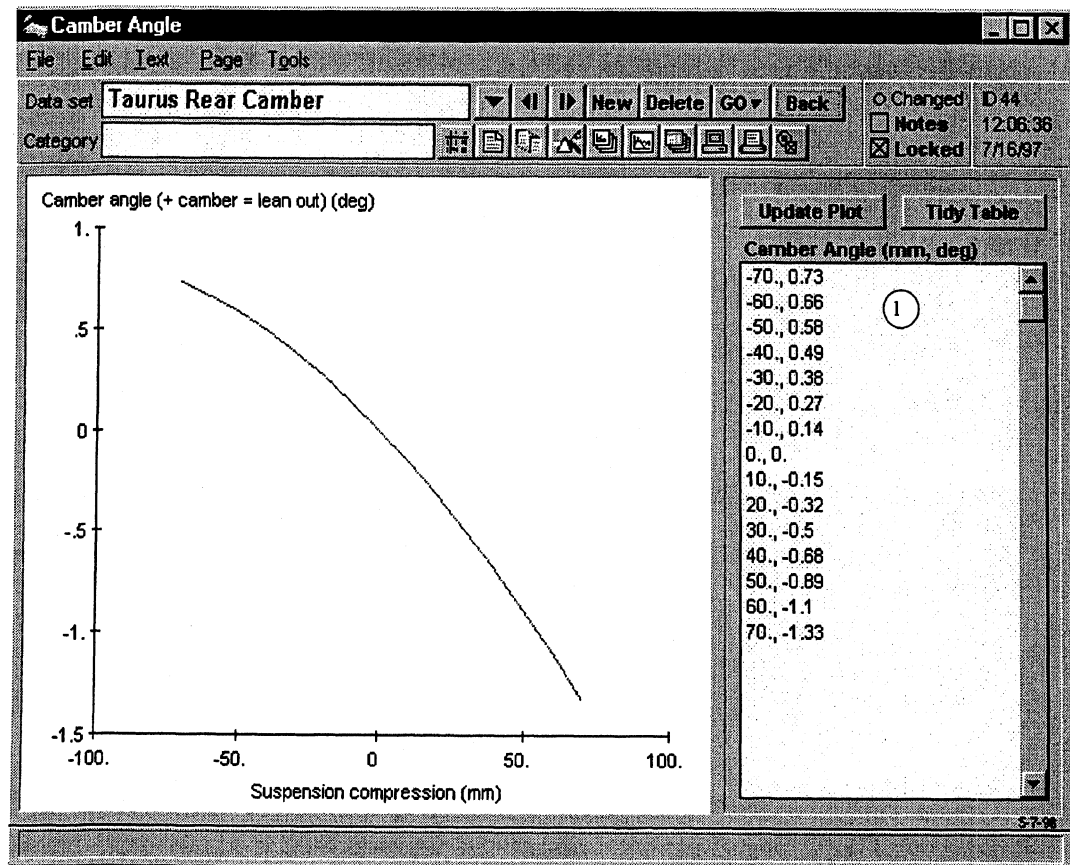 Camber Angle
File Edit Text Page Tools
Data set Taurus Rear Camber New Delete GO Back Changed ID 44
Notes 12:06:36
Category Locked 7/16/97
Camber angle (+ camber = lean out) (deg)
1.
.5
0
-.5
-1.
-1.5
-100. -50. 0 50. 100.
Suspension compression (mm)
Update Plot Tidy Table
Camber Angle (mm, deg)
-70., 0.73
-60., 0.66
-50., 0.58
-40., 0.49
-30., 0.38
-20., 0.27
-10., 0.14
0., 0.
10., -0.15
20., -0.32
30., -0.5
40., -0.68
50., -0.89
60., -1.1
70., -1.33
1
5-7-98